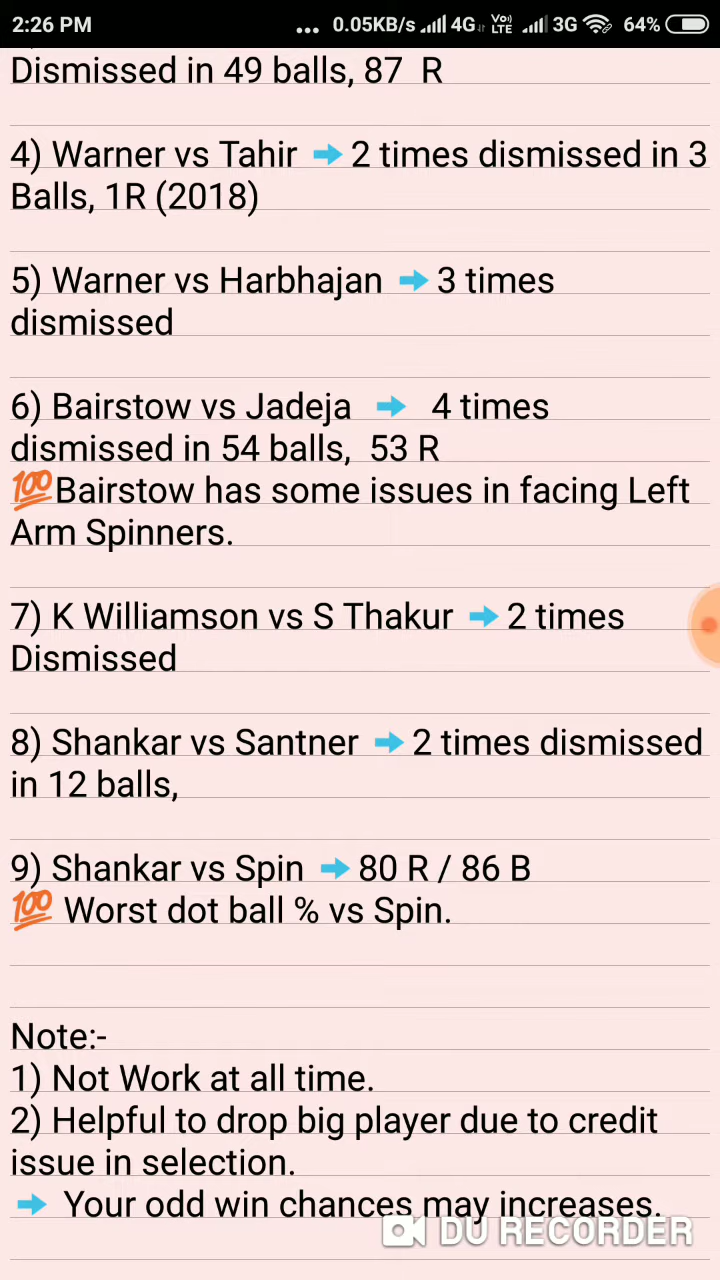 2:26 PM ... 0.05KB/s 4G Vo) LTE 3G 64%
Dismissed in 49 balls, 87 R
4) Warner vs Tahir ➡ 2 times dismissed in 3
Balls, 1R (2018)
5) Warner vs Harbhajan ➡ 3 times
dismissed
6) Bairstow vs Jadeja ➡ 4 times
dismissed in 54 balls, 53 R
💯Bairstow has some issues in facing Left
Arm Spinners.
7) K Williamson vs S Thakur ➡ 2 times
Dismissed
8) Shankar vs Santner ➡ 2 times dismissed
in 12 balls,
9) Shankar vs Spin ➡ 80 R / 86 B
💯 Worst dot ball % vs Spin.
Note:-
1) Not Work at all time.
2) Helpful to drop big player due to credit
issue in selection.
➡ Your odd win chances may increases.
DU RECORDER